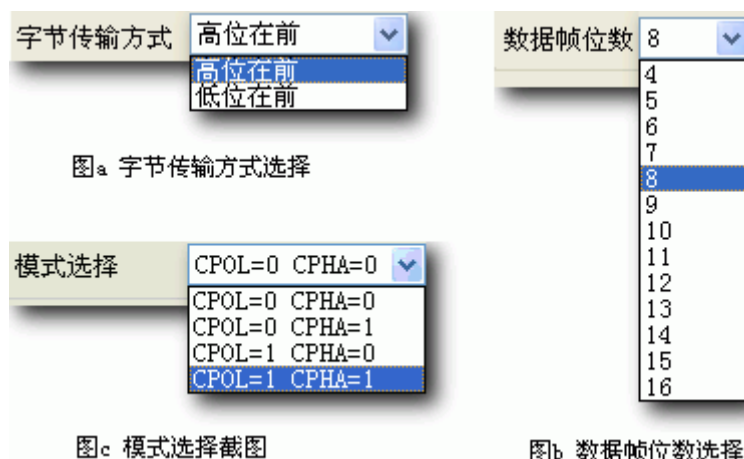 字节传输方式 高位在前
高位在前
低位在前
图a 字节传输方式选择
数据帧位数 8
4
5
6
7
8
9
10
11
12
13
14
15
16
图b 数据帧位数选择
模式选择 CPOL=0 CPHA=0
CPOL=0 CPHA=0
CPOL=0 CPHA=1
CPOL=1 CPHA=0
CPOL=1 CPHA=1
图c 模式选择截图